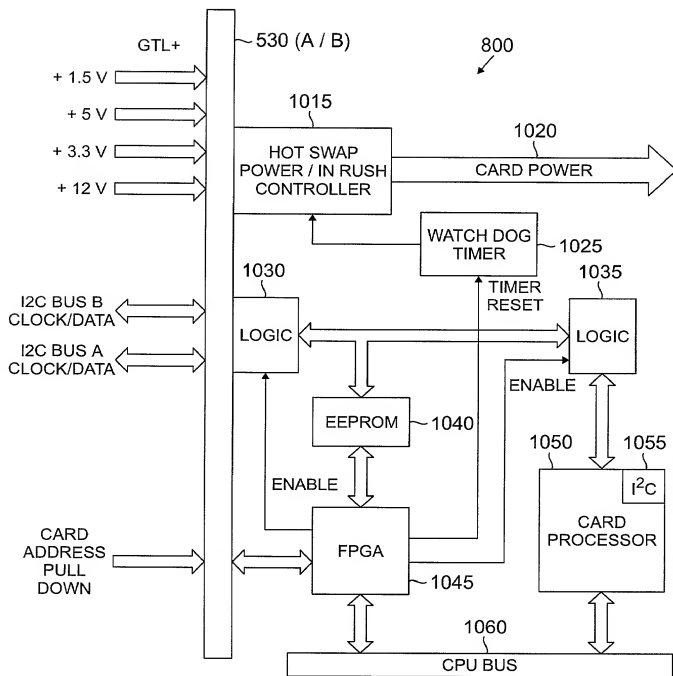 GTL+
530 (A / B)
800
+ 1.5 V
+ 5 V
+ 3.3 V
+ 12 V
1015
HOT SWAP
POWER / IN RUSH
CONTROLLER
1020
CARD POWER
WATCH DOG
TIMER
1025
TIMER
RESET
I2C BUS B
CLOCK/DATA
I2C BUS A
CLOCK/DATA
1030
LOGIC
1035
LOGIC
ENABLE
EEPROM
1040
ENABLE
1050
1055
I²C
CARD
PROCESSOR
CARD
ADDRESS
PULL
DOWN
FPGA
1045
1060
CPU BUS